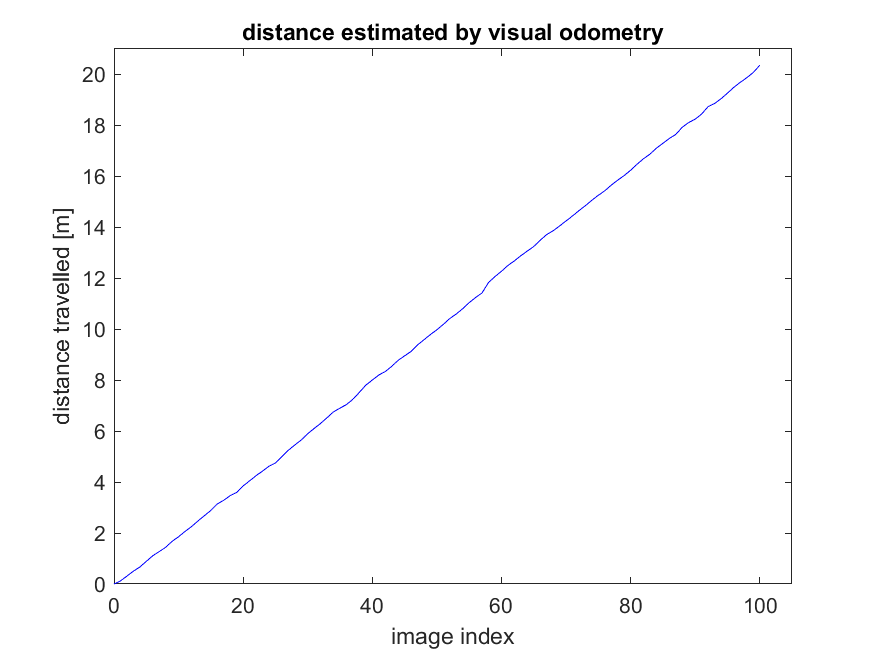 distance estimated by visual odometry
20
18
16
14
12
10
8
6
4
2
0
distance travelled [m]
0 20 40 60 80 100
image index